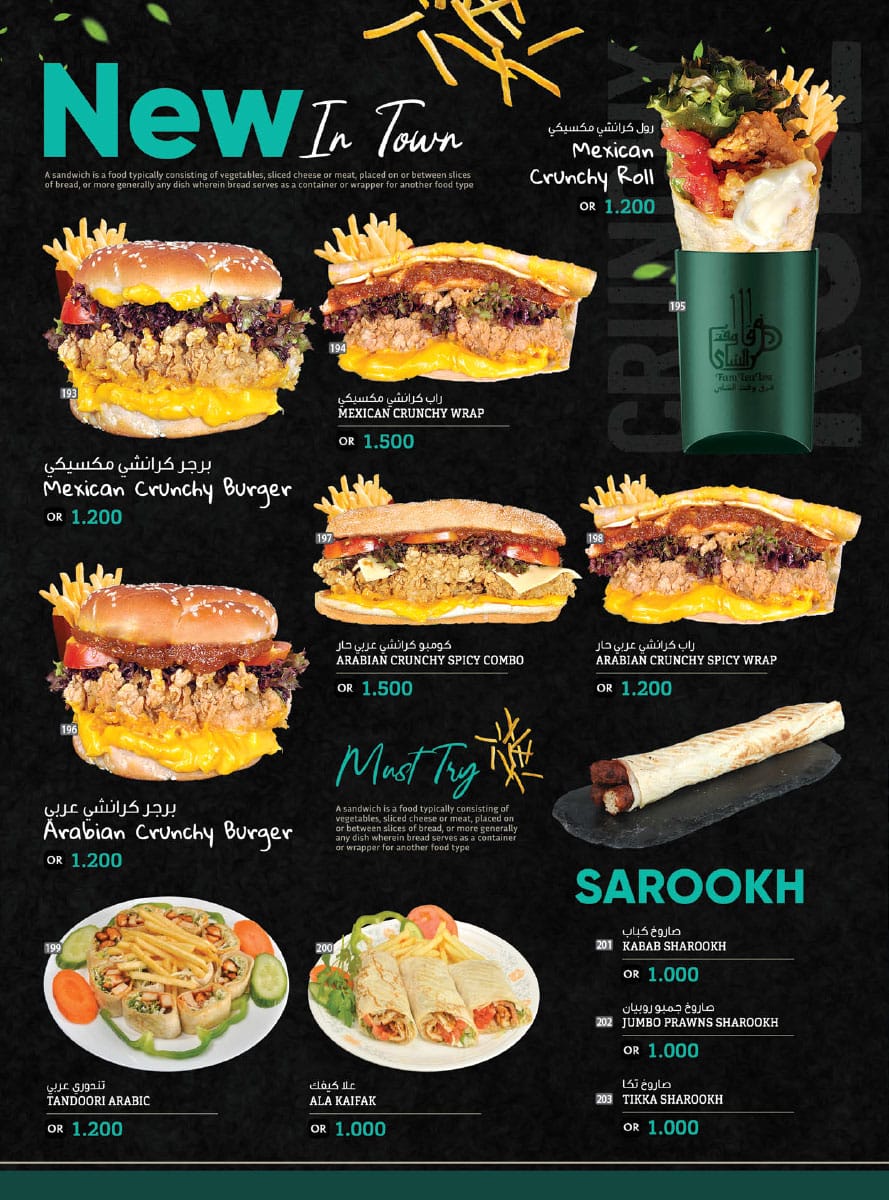 New In Town
A sandwich is a food typically consisting of vegetables, sliced cheese or meat, placed on or between slices
of bread, or more generally any dish wherein bread serves as a container or wrapper for another food type
CRUNCHY
ROLL
رول كرانشي مكسيكي
Mexican
Crunchy Roll
OR 1.200
195
Fam Tea Tea
فرق وقت الشاي
193
برجر كرانشي مكسيكي
Mexican Crunchy Burger
OR 1.200
194
راب كرانشي مكسيكي
MEXICAN CRUNCHY WRAP
OR 1.500
196
برجر كرانشي عربي
Arabian Crunchy Burger
OR 1.200
197
كومبو كرانشي عربي حار
ARABIAN CRUNCHY SPICY COMBO
OR 1.500
198
راب كرانشي عربي حار
ARABIAN CRUNCHY SPICY WRAP
OR 1.200
Must Try
A sandwich is a food typically consisting of
vegetables, sliced cheese or meat, placed on
or between slices of bread, or more generally
any dish wherein bread serves as a container
or wrapper for another food type
199
تندوري عربي
TANDOORI ARABIC
OR 1.200
200
علا كيفك
ALA KAIFAK
OR 1.000
SAROOKH
صاروخ كباب
201 KABAB SHAROOKH
OR 1.000
صاروخ جمبو روبيان
202 JUMBO PRAWNS SHAROOKH
OR 1.000
صاروخ تكا
203 TIKKA SHAROOKH
OR 1.000